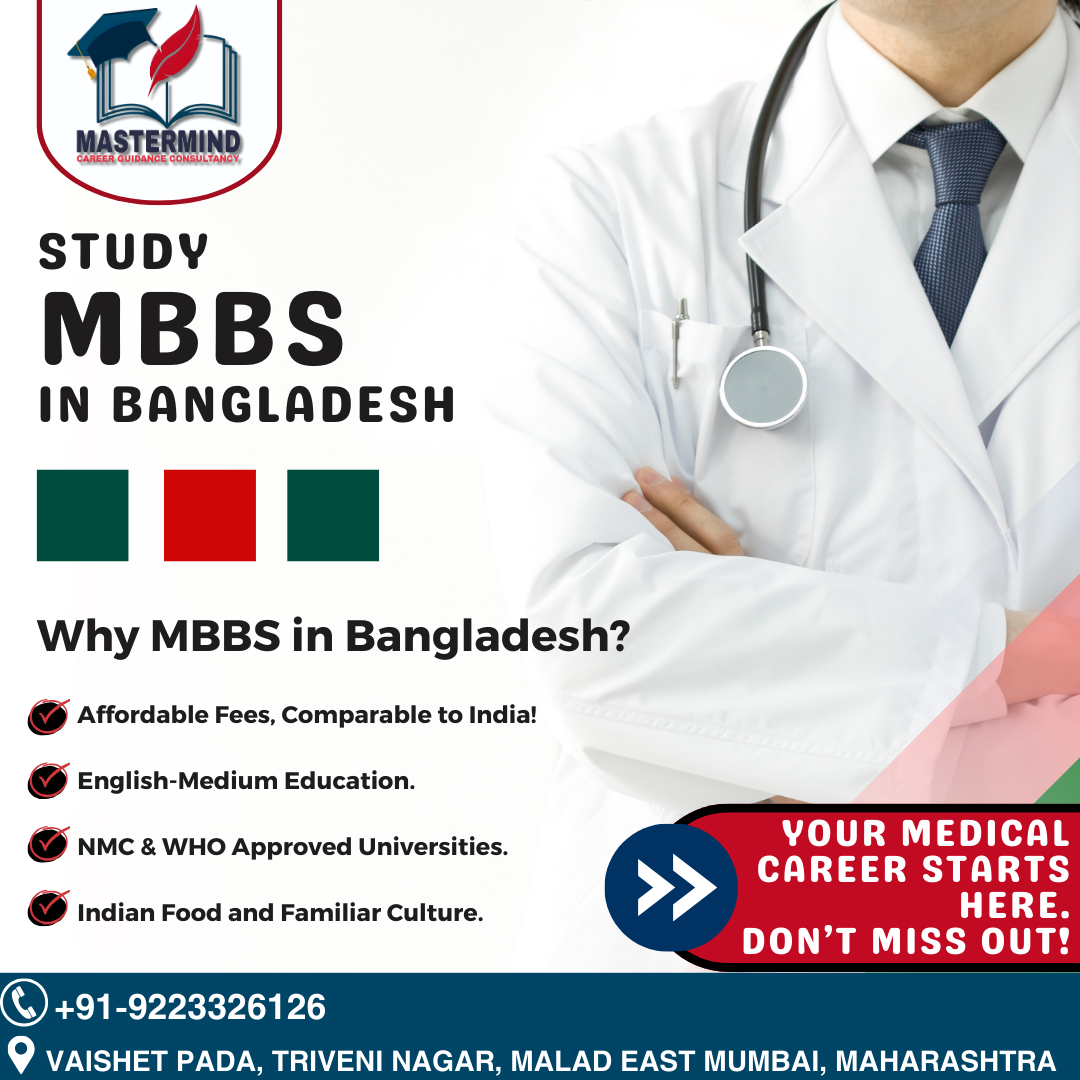 MASTERMIND
CAREER GUIDANCE CONSULTANCY
STUDY
MBBS
IN BANGLADESH
Why MBBS in Bangladesh?
Affordable Fees, Comparable to India!
English-Medium Education.
NMC & WHO Approved Universities.
Indian Food and Familiar Culture.
YOUR MEDICAL
CAREER STARTS
HERE.
DON'T MISS OUT!
+91-9223326126
VAISHET PADA, TRIVENI NAGAR, MALAD EAST MUMBAI, MAHARASHTRA